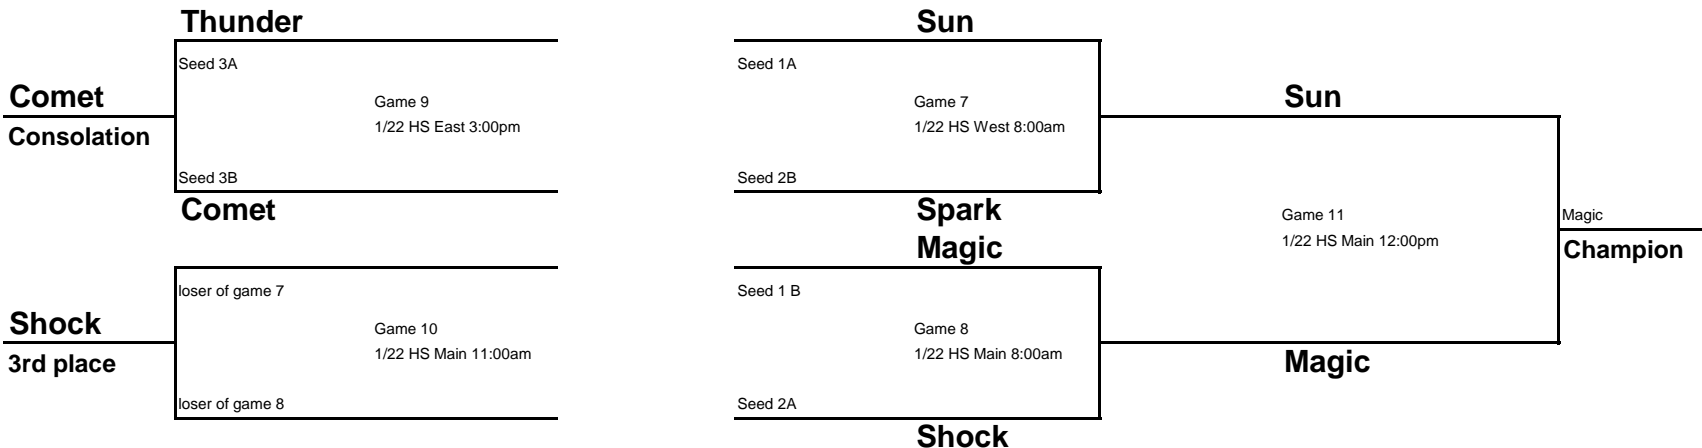 Thunder
Seed 3A
Comet
Consolation
Game 9
1/22 HS East 3:00pm
Seed 3B
Comet
loser of game 7
Shock
3rd place
Game 10
1/22 HS Main 11:00am
loser of game 8
Sun
Seed 1A
Game 7
1/22 HS West 8:00am
Seed 2B
Spark
Magic
Seed 1 B
Game 8
1/22 HS Main 8:00am
Seed 2A
Shock
Sun
Game 11
1/22 HS Main 12:00pm
Magic
Magic
Champion